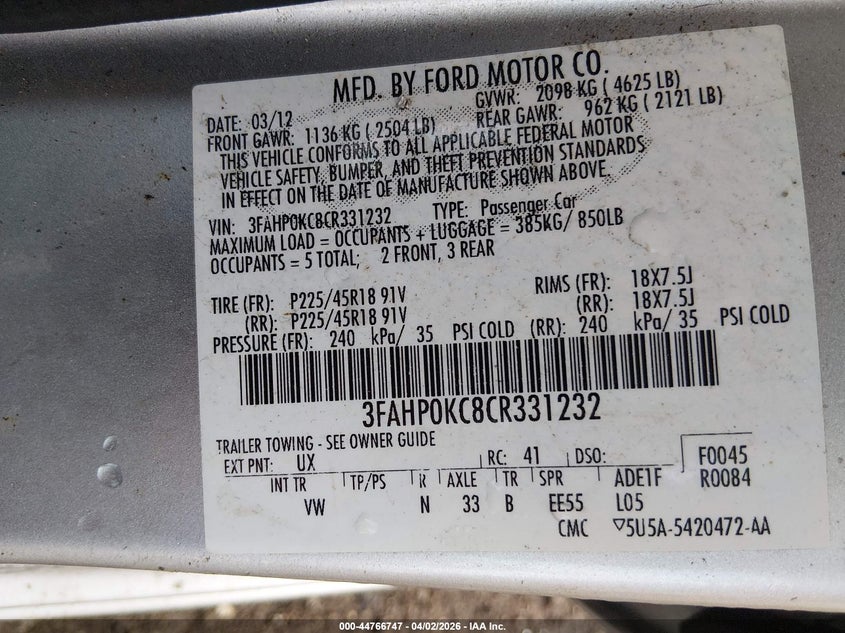 MFD. BY FORD MOTOR CO.
DATE: 03/12 GVWR: 2098 KG ( 4625 LB)
FRONT GAWR: 1136 KG ( 2504 LB) REAR GAWR: 962 KG ( 2121 LB)
THIS VEHICLE CONFORMS TO ALL APPLICABLE FEDERAL MOTOR
VEHICLE SAFETY, BUMPER, AND THEFT PREVENTION STANDARDS
IN EFFECT ON THE DATE OF MANUFACTURE SHOWN ABOVE.
VIN: 3FAHP0KC8CR331232 TYPE: Passenger Car
MAXIMUM LOAD = OCCUPANTS + LUGGAGE = 385KG/ 850LB
OCCUPANTS = 5 TOTAL; 2 FRONT, 3 REAR
TIRE (FR): P225/45R18 91V RIMS (FR): 18X7.5J
(RR): P225/45R18 91V (RR): 18X7.5J
PRESSURE (FR): 240 kPa/ 35 PSI COLD (RR): 240 kPa/ 35 PSI COLD
3FAHP0KC8CR331232
TRAILER TOWING - SEE OWNER GUIDE
EXT PNT: UX RC: 41 DSO: F0045
INT TR TP/PS R AXLE TR SPR ADE1F R0084
VW N 33 B EE55 L05
CMC ▽5U5A-5420472-AA
000-44766747 - 04/02/2026 - IAA Inc.